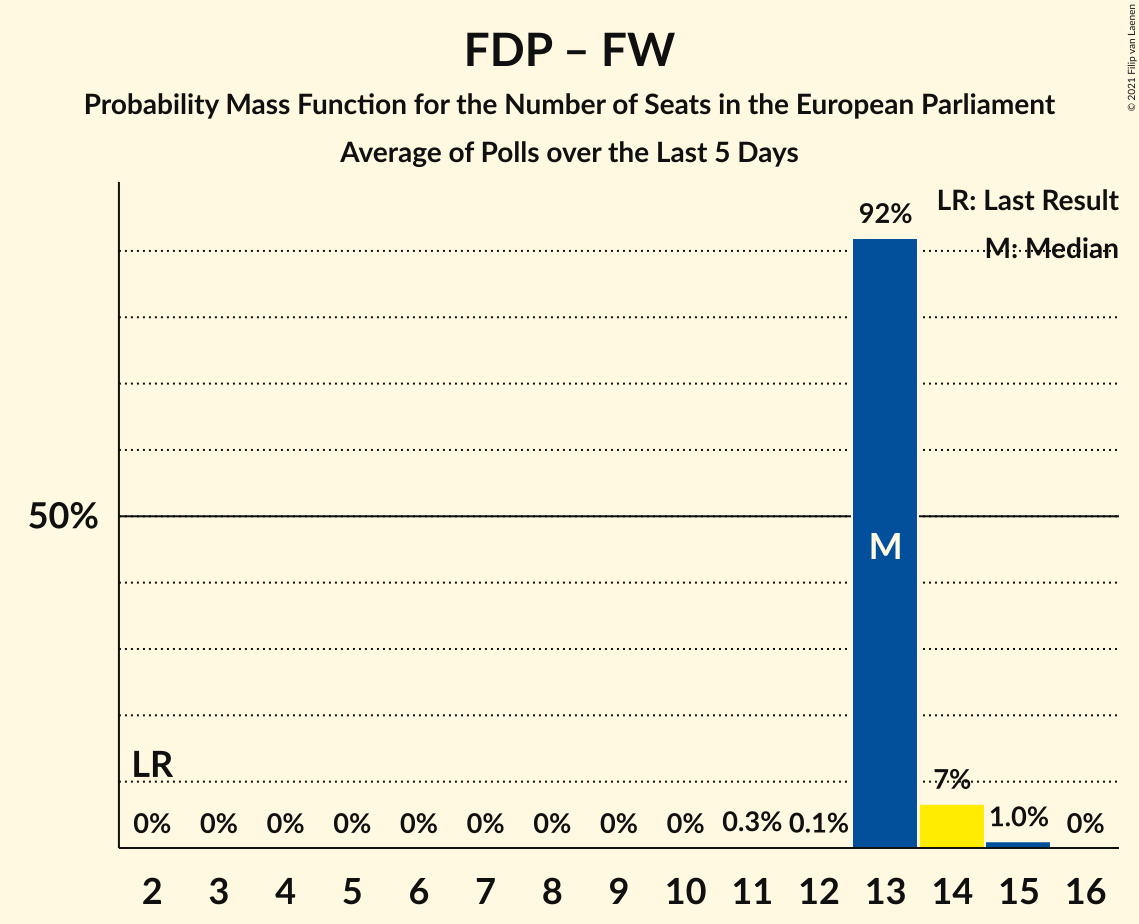 FDP – FW
Probability Mass Function for the Number of Seats in the European Parliament
Average of Polls over the Last 5 Days
© 2021 Filip van Laenen
LR: Last Result
M: Median
92%
50%
M
LR
7%
0% 0% 0% 0% 0% 0% 0% 0% 0% 0.3% 0.1% 1.0% 0%
2 3 4 5 6 7 8 9 10 11 12 13 14 15 16